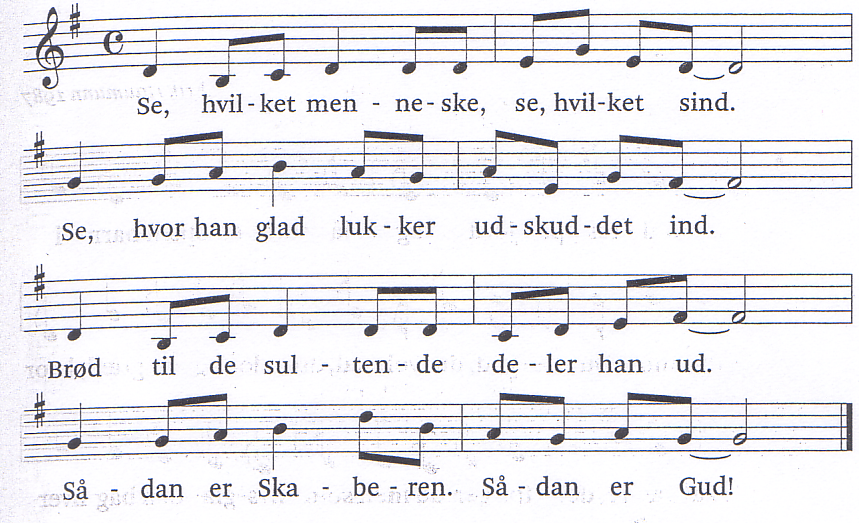 Se, hvil-ket men - ne-ske, se, hvil-ket sind.
Se, hvor han glad luk-ker ud-skud-det ind.
Brød til de sul - ten-de de-ler han ud.
Så - dan er Ska - be-ren. Så-dan er Gud!